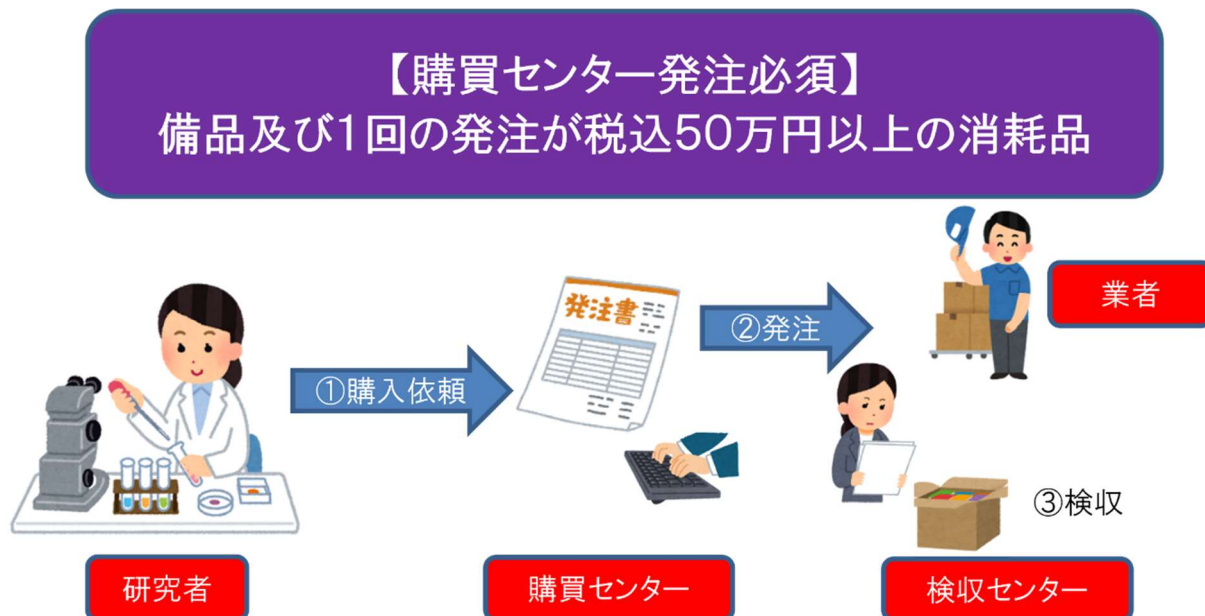 【購買センター発注必須】
備品及び1回の発注が税込50万円以上の消耗品
業者
発注書
②発注
①購入依頼
③検収
研究者
購買センター
検収センター